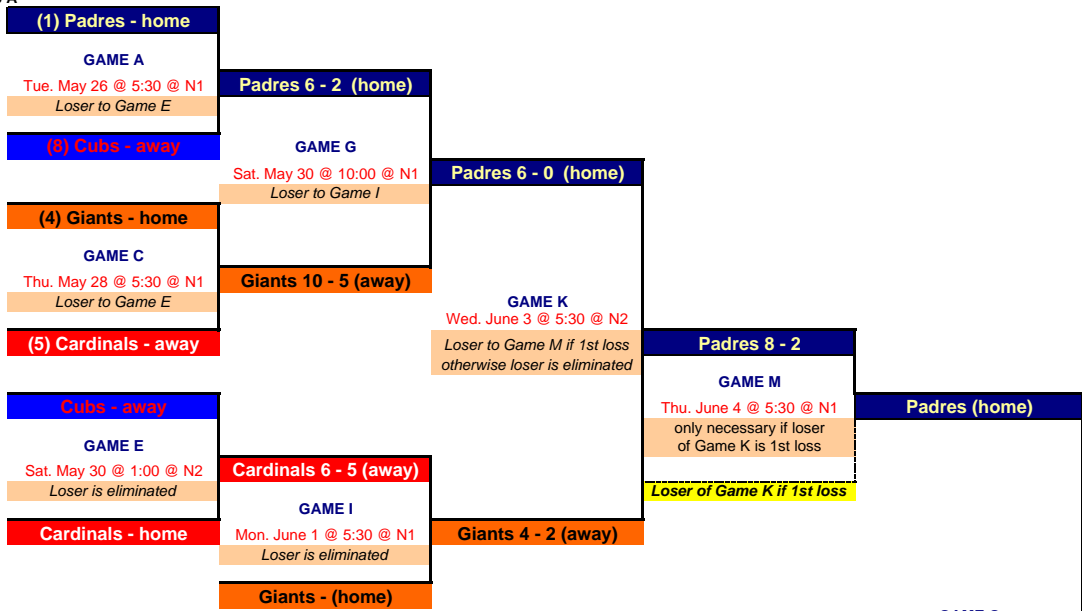 (1) Padres - home
GAME A
Tue. May 26 @ 5:30 @ N1
Loser to Game E
(8) Cubs - away
Padres 6 - 2 (home)
GAME G
Sat. May 30 @ 10:00 @ N1
Loser to Game I
Padres 6 - 0 (home)
(4) Giants - home
GAME C
Thu. May 28 @ 5:30 @ N1
Loser to Game E
Giants 10 - 5 (away)
(5) Cardinals - away
GAME K
Wed. June 3 @ 5:30 @ N2
Loser to Game M if 1st loss
otherwise loser is eliminated
Padres 8 - 2
GAME M
Thu. June 4 @ 5:30 @ N1
only necessary if loser
of Game K is 1st loss
Loser of Game K if 1st loss
Padres (home)
Cubs - away
GAME E
Sat. May 30 @ 1:00 @ N2
Loser is eliminated
Cardinals - home
Cardinals 6 - 5 (away)
GAME I
Mon. June 1 @ 5:30 @ N1
Loser is eliminated
Giants 4 - 2 (away)
Giants - (home)